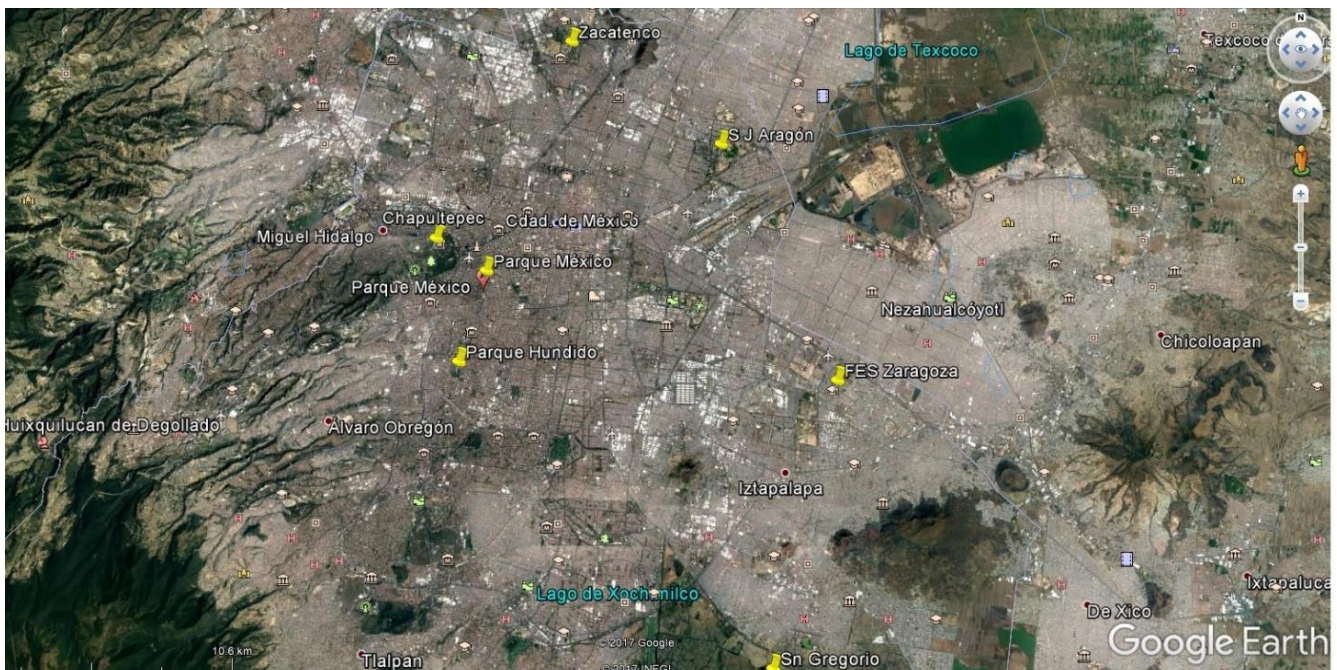 Zacatenco
Lago de Texcoco
Texcoco d
N
S J Aragón
Chapultepec
Cdad. de México
Miguel Hidalgo
Parque México
Parque México
Nezahualcóyotl
Chicoloapan
Parque Hundido
FES Zaragoza
Huixquilucan de Degollado
Alvaro Obregón
Iztapalapa
Lago de Xochimilco
Ixtapaluca
De Xico
10.6 km
© 2017 Google
© 2017 INEGI
Google Earth
Tlalpan
Sn Gregorio